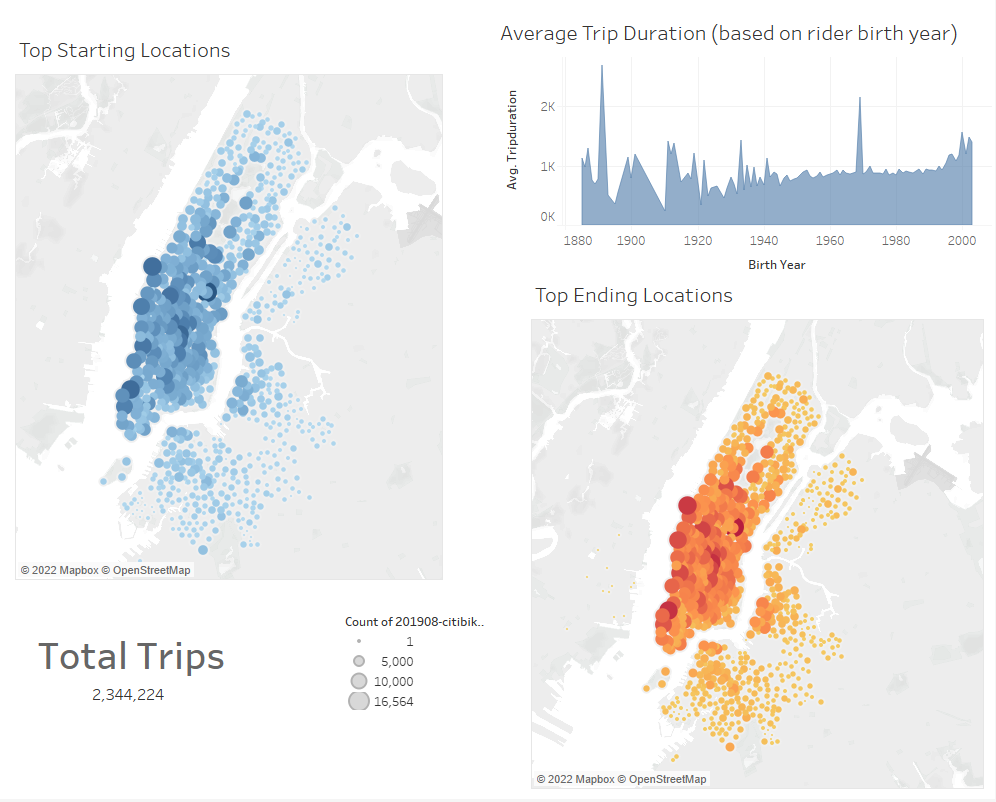 Top Starting Locations
© 2022 Mapbox © OpenStreetMap
Average Trip Duration (based on rider birth year)
Avg. Tripduration
2K
1K
0K
1880 1900 1920 1940 1960 1980 2000
Birth Year
Top Ending Locations
© 2022 Mapbox © OpenStreetMap
Total Trips
2,344,224
Count of 201908-citibik..
1
5,000
10,000
16,564